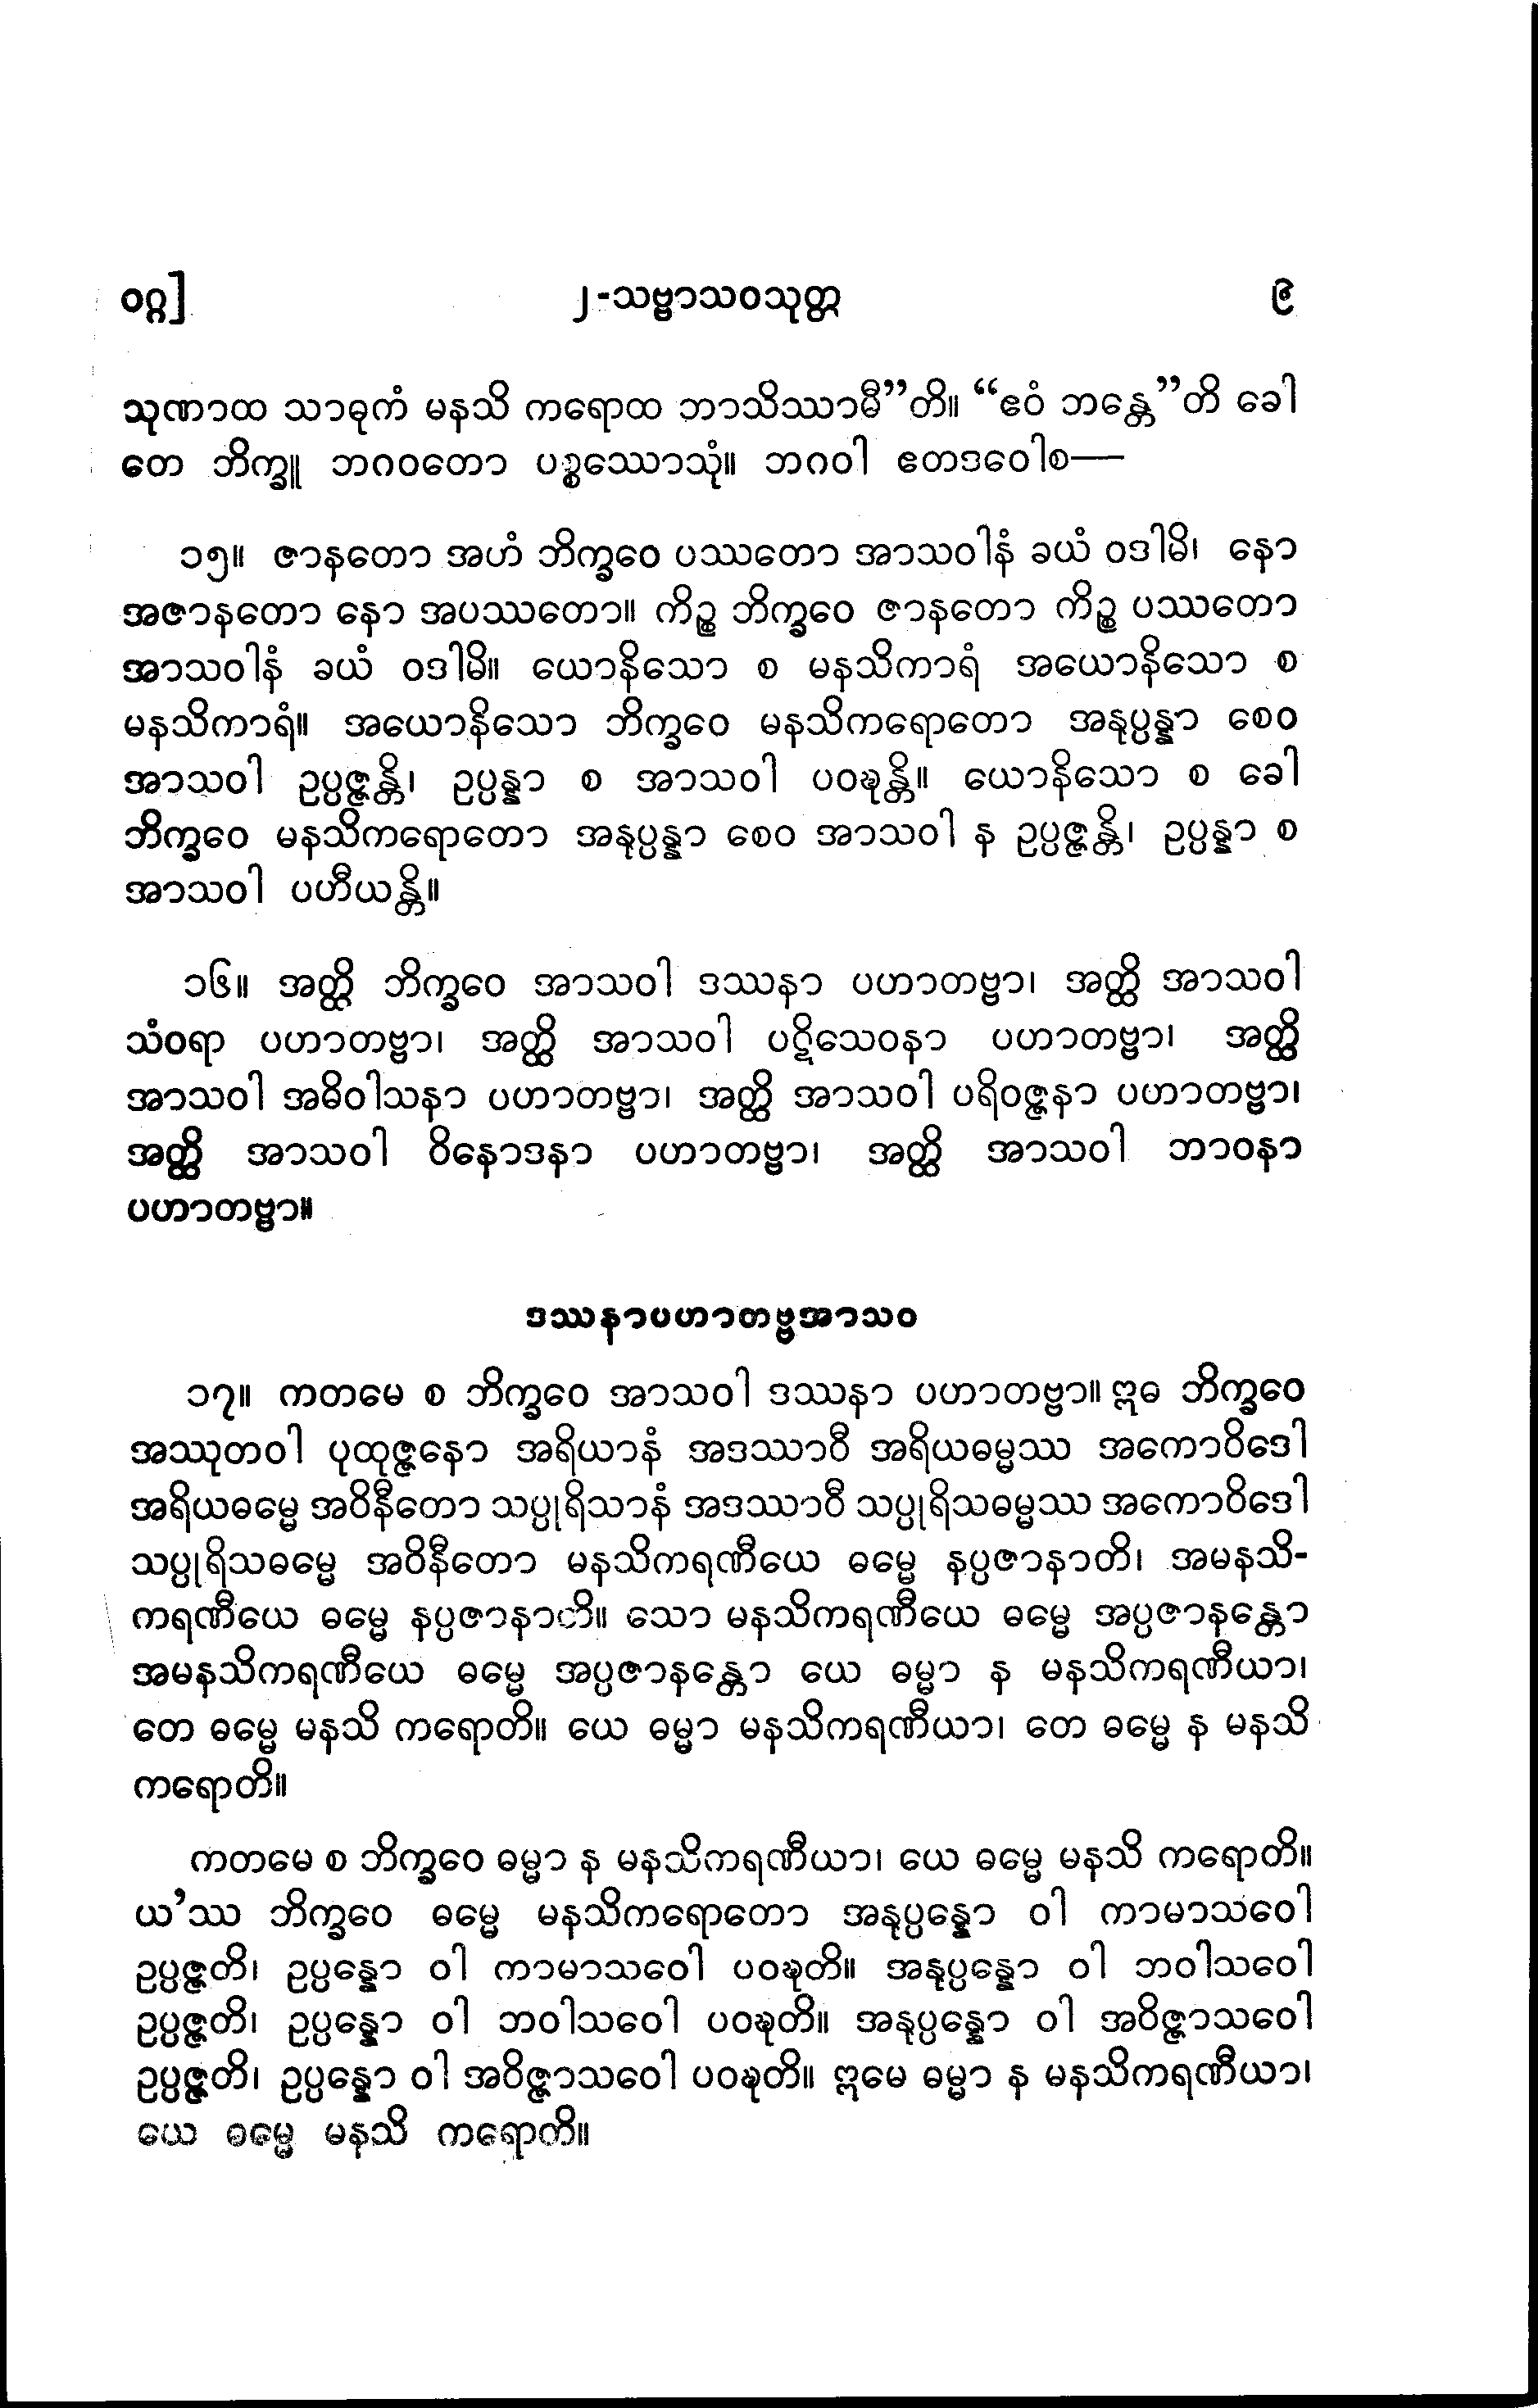 ဝဂ္ဂ]
၂-သဗ္ဗာသဝသုတ္တ
၉
သုဏာထ သာဓုကံ မနသိ ကရောထ ဘာသိဿာမီ”တိ။ “ဧဝံ ဘန္တေ”တိ ခေါ
တေ ဘိက္ခူ ဘဂဝတော ပစ္စဿောသုံ။ ဘဂဝါ ဧတဒဝေါစ—
၁၅။ ဇာနတော အဟံ ဘိက္ခဝေ ပဿတော အာသဝါနံ ခယံ ဝဒါမိ၊ နော
အဇာနတော နော အပဿတော။ ကိဉ္စ ဘိက္ခဝေ ဇာနတော ကိဉ္စ ပဿတော
အာသဝါနံ ခယံ ဝဒါမိ။ ယောနိသော စ မနသိကာရံ အယောနိသော စ
မနသိကာရံ။ အယောနိသော ဘိက္ခဝေ မနသိကရောတော အနုပ္ပန္နာ စေဝ
အာသဝါ ဥပ္ပဇ္ဇန္တိ၊ ဥပ္ပန္နာ စ အာသဝါ ပဝဍ္ဎန္တိ။ ယောနိသော စ ခေါ
ဘိက္ခဝေ မနသိကရောတော အနုပ္ပန္နာ စေဝ အာသဝါ န ဥပ္ပဇ္ဇန္တိ၊ ဥပ္ပန္နာ စ
အာသဝါ ပဟီယန္တိ။
၁၆။ အတ္ထိ ဘိက္ခဝေ အာသဝါ ဒဿနာ ပဟာတဗ္ဗာ၊ အတ္ထိ အာသဝါ
သံဝရာ ပဟာတဗ္ဗာ၊ အတ္ထိ အာသဝါ ပဋိသေဝနာ ပဟာတဗ္ဗာ၊ အတ္ထိ
အာသဝါ အဓိဝါသနာ ပဟာတဗ္ဗာ၊ အတ္ထိ အာသဝါ ပရိဝဇ္ဇနာ ပဟာတဗ္ဗာ၊
အတ္ထိ အာသဝါ ဝိနောဒနာ ပဟာတဗ္ဗာ၊ အတ္ထိ အာသဝါ ဘာဝနာ
ပဟာတဗ္ဗာ။
ဒဿနာပဟာတဗ္ဗအာသဝ
၁၇။ ကတမေ စ ဘိက္ခဝေ အာသဝါ ဒဿနာ ပဟာတဗ္ဗာ။ ဣဓ ဘိက္ခဝေ
အဿုတဝါ ပုထုဇ္ဇနော အရိယာနံ အဒဿာဝီ အရိယဓမ္မဿ အကောဝိဒေါ
အရိယဓမ္မေ အဝိနီတော သပ္ပုရိသာနံ အဒဿာဝီ သပ္ပုရိသဓမ္မဿ အကောဝိဒေါ
သပ္ပုရိသဓမ္မေ အဝိနီတော မနသိကရဏီယေ ဓမ္မေ နပ္ပဇာနာတိ၊ အမနသိ-
ကရဏီယေ ဓမ္မေ နပ္ပဇာနာတိ။ သော မနသိကရဏီယေ ဓမ္မေ အပ္ပဇာနန္တော
အမနသိကရဏီယေ ဓမ္မေ အပ္ပဇာနန္တော ယေ ဓမ္မာ န မနသိကရဏီယာ၊
တေ ဓမ္မေ မနသိ ကရောတိ။ ယေ ဓမ္မာ မနသိကရဏီယာ၊ တေ ဓမ္မေ န မနသိ
ကရောတိ။
ကတမေ စ ဘိက္ခဝေ ဓမ္မာ န မနသိကရဏီယာ၊ ယေ ဓမ္မေ မနသိ ကရောတိ။
ယ’ဿ ဘိက္ခဝေ ဓမ္မေ မနသိကရောတော အနုပ္ပန္နော ဝါ ကာမာသဝေါ
ဥပ္ပဇ္ဇတိ၊ ဥပ္ပန္နော ဝါ ကာမာသဝေါ ပဝဍ္ဎတိ။ အနုပ္ပန္နော ဝါ ဘဝါသဝေါ
ဥပ္ပဇ္ဇတိ၊ ဥပ္ပန္နော ဝါ ဘဝါသဝေါ ပဝဍ္ဎတိ။ အနုပ္ပန္နော ဝါ အဝိဇ္ဇာသဝေါ
ဥပ္ပဇ္ဇတိ၊ ဥပ္ပန္နော ဝါ အဝိဇ္ဇာသဝေါ ပဝဍ္ဎတိ။ ဣမေ ဓမ္မာ န မနသိကရဏီယာ၊
ယေ ဓမ္မေ မနသိ ကရောတိ။